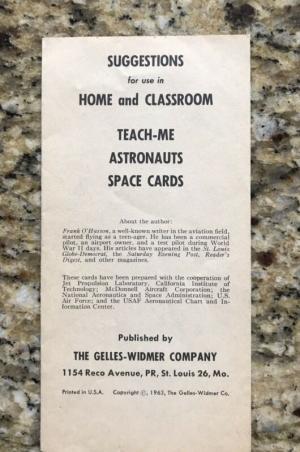 SUGGESTIONS
for use in
HOME and CLASSROOM
TEACH-ME
ASTRONAUTS
SPACE CARDS
About the author:
Frank O'Hutson, a well-known writer in the aviation field,
started flying as a teen-ager. He has been a commercial
pilot, an airport owner, and a test pilot during World
War II days. His articles have appeared in the St. Louis
Globe-Democrat, the Saturday Evening Post, Reader's
Digest, and other magazines.
These cards have been prepared with the cooperation of
Jet Propulsion Laboratory, California Institute of
Technology; McDonnell Aircraft Corporation; the
National Aeronautics and Space Administration; U.S.
Air Force; and the USAF Aeronautical Chart and In-
formation Center.
Published by
THE GELLES-WIDMER COMPANY
1154 Reco Avenue, PR, St. Louis 26, Mo.
Printed in U.S.A. Copyright ©, 1963, The Gelles-Widmer Co.